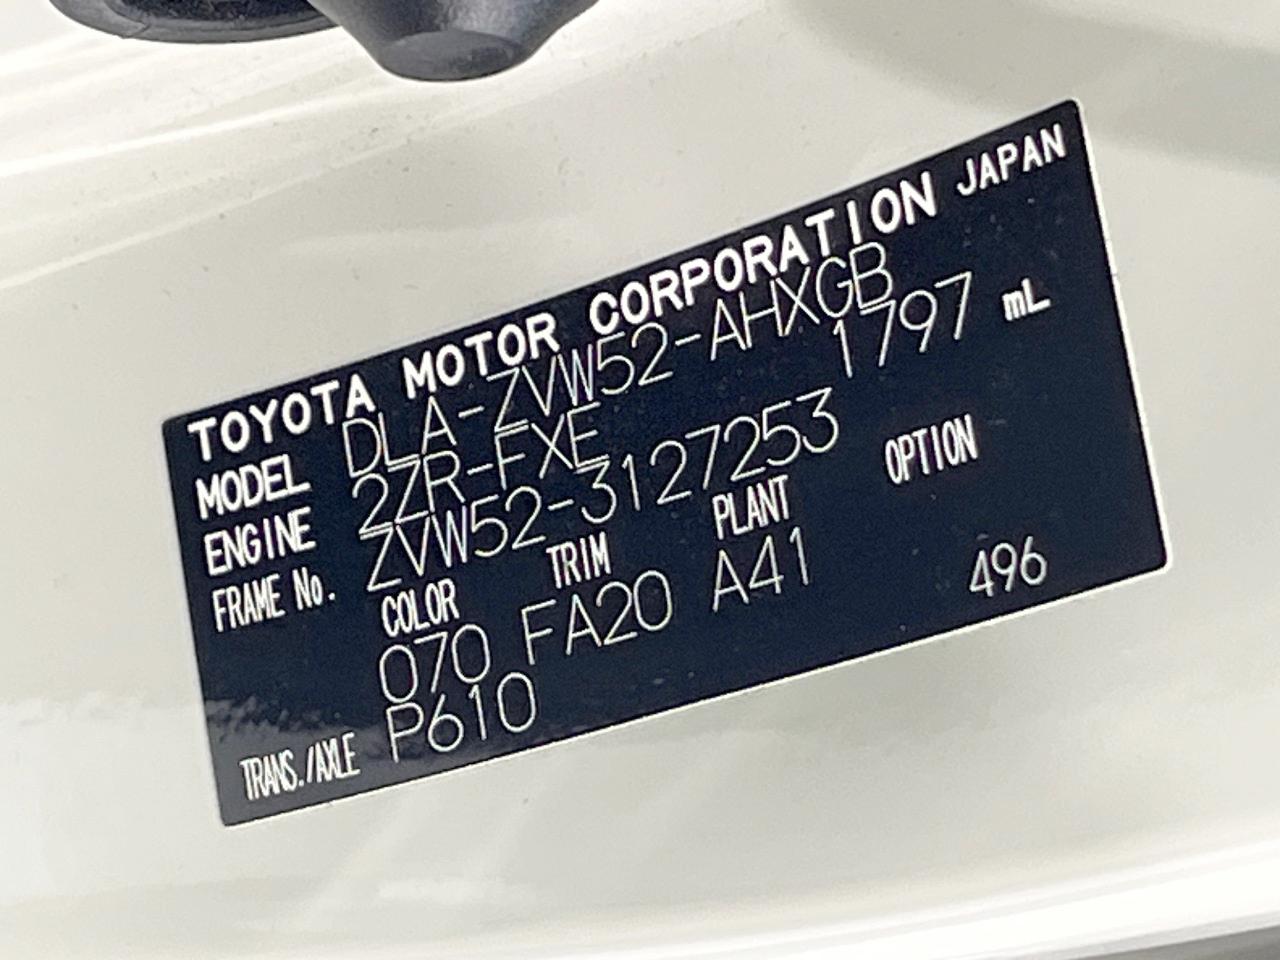 TOYOTA MOTOR CORPORATION JAPAN
MODEL DLA-ZVW52-AHXGB
ENGINE 2ZR-FXE 1797 mL
FRAME No. ZVW52-3127253
COLOR TRIM PLANT OPTION
070 FA20 A41 496
TRANS./AXLE P610